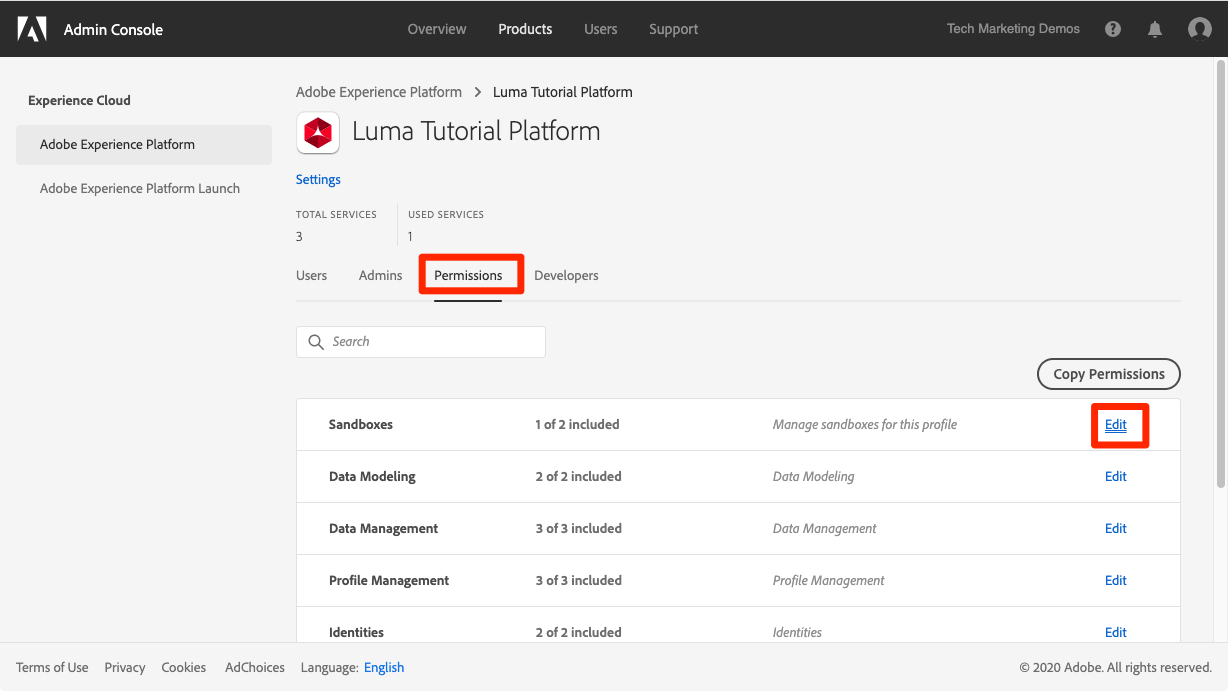 Admin Console Overview Products Users Support Tech Marketing Demos ?
Experience Cloud
Adobe Experience Platform
Adobe Experience Platform Launch
Adobe Experience Platform > Luma Tutorial Platform
Luma Tutorial Platform
Settings
TOTAL SERVICES USED SERVICES
3 1
Users Admins Permissions Developers
Search
Copy Permissions
Sandboxes 1 of 2 included Manage sandboxes for this profile Edit
Data Modeling 2 of 2 included Data Modeling Edit
Data Management 3 of 3 included Data Management Edit
Profile Management 3 of 3 included Profile Management Edit
Identities 2 of 2 included Identities Edit
Terms of Use Privacy Cookies AdChoices Language: English © 2020 Adobe. All rights reserved.